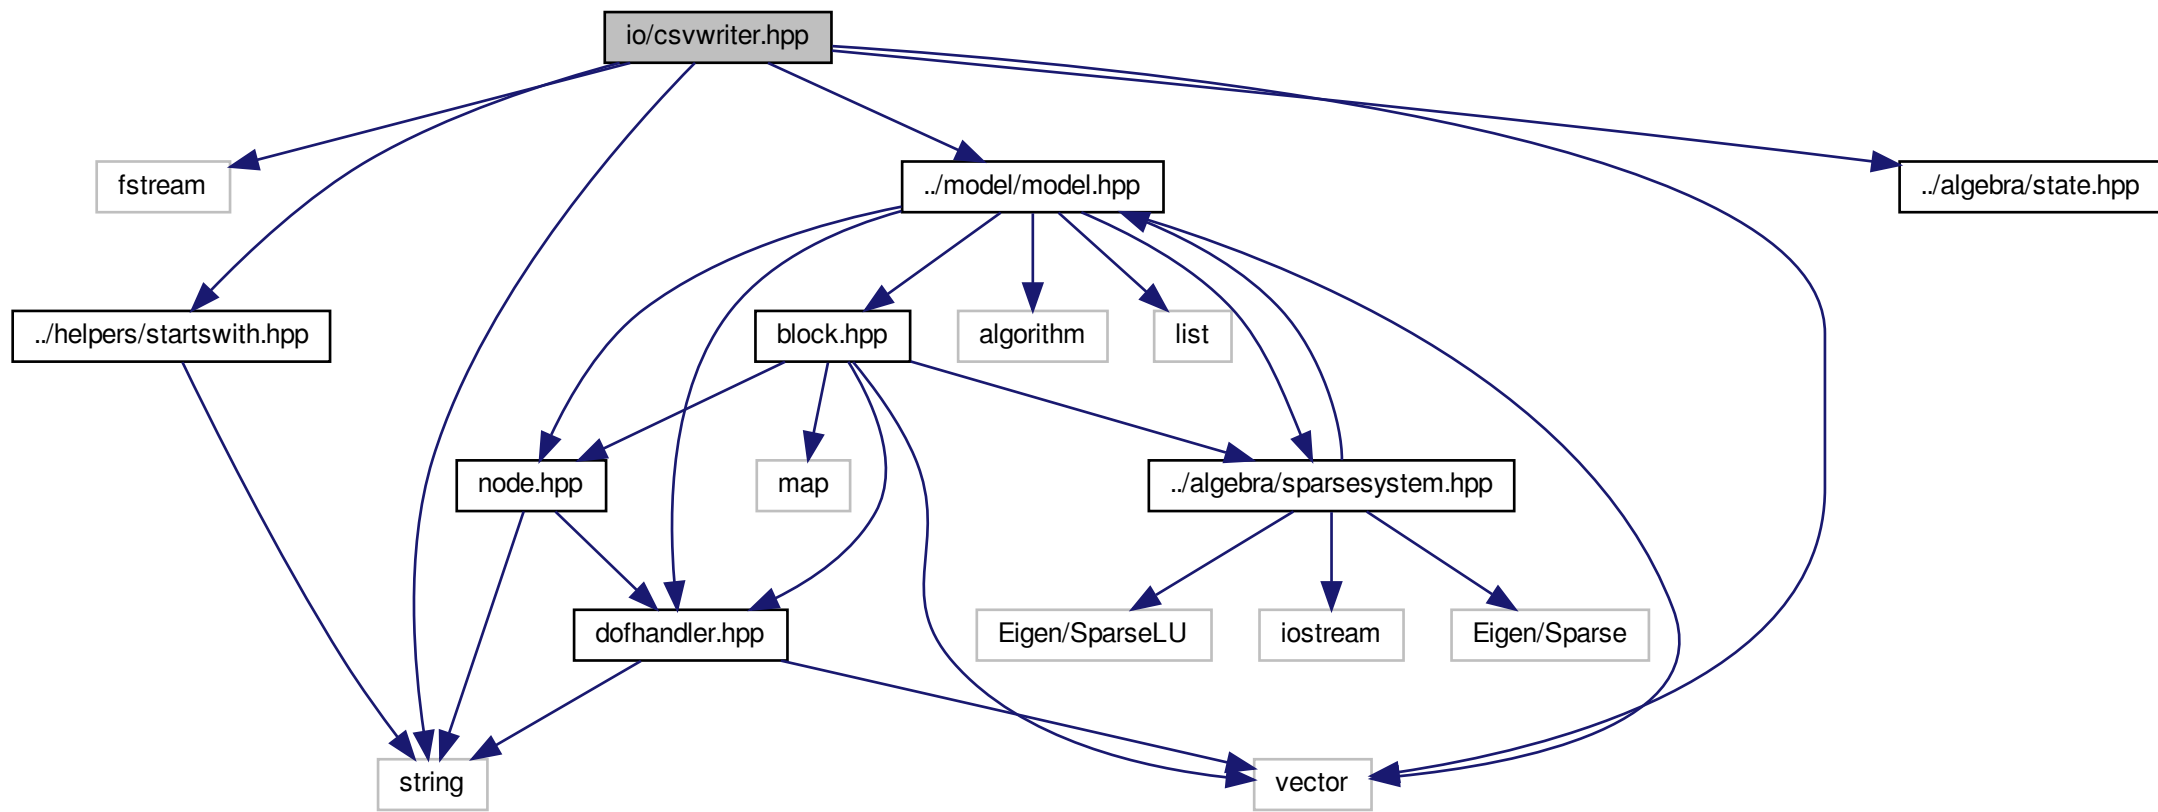 io/csvwriter.hpp
fstream
../model/model.hpp
../algebra/state.hpp
../helpers/startswith.hpp
block.hpp
algorithm
list
node.hpp
map
../algebra/sparsesystem.hpp
dofhandler.hpp
Eigen/SparseLU
iostream
Eigen/Sparse
string
vector